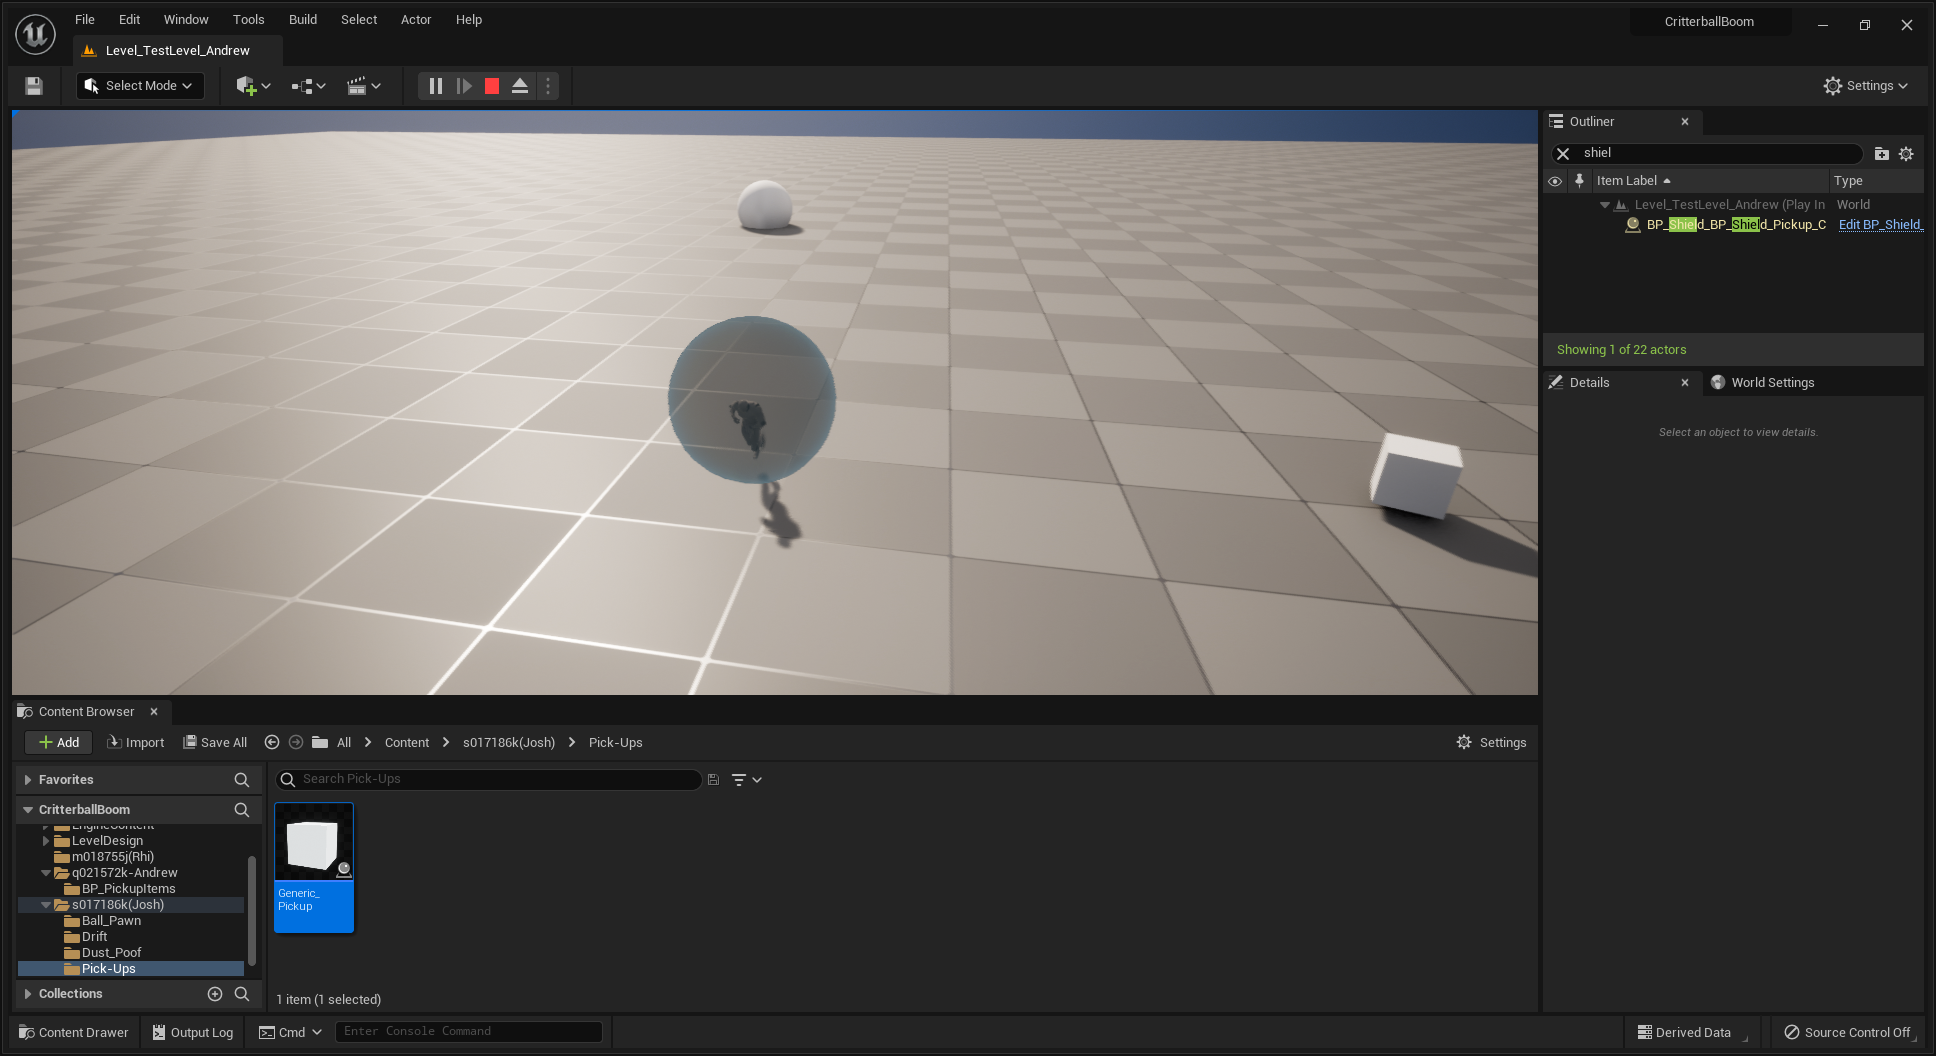 File Edit Window Tools Build Select Actor Help
CritterballBoom
Level_TestLevel_Andrew
Select Mode
Settings
Outliner
shiel
Item Label Type
Level_TestLevel_Andrew (Play In World
BP_Shield_BP_Shield_Pickup_C Edit BP_Shield_
Showing 1 of 22 actors
Details World Settings
Select an object to view details.
Content Browser
Add Import Save All All Content s017186k(Josh) Pick-Ups Settings
Favorites
Search Pick-Ups
CritterballBoom
EngineContent
LevelDesign
m018755j(Rhi)
q021572k-Andrew
BP_PickupItems
s017186k(Josh)
Ball_Pawn
Drift
Dust_Poof
Pick-Ups
Generic_
Pickup
Collections
1 item (1 selected)
Content Drawer Output Log Cmd Enter Console Command Derived Data Source Control Off